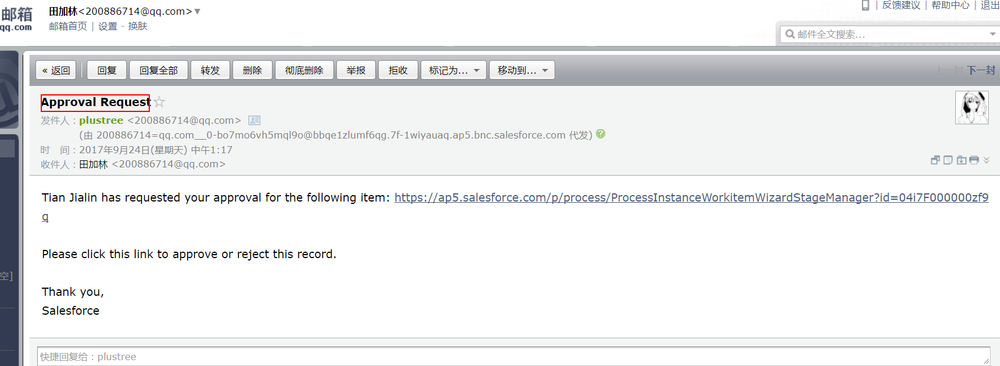 邮箱
qq.com
田加林<200886714@qq.com>
邮箱首页 | 设置 - 换肤
| 反馈建议 | 帮助中心 | 退出
邮件全文搜索...
« 返回 回复 回复全部 转发 删除 彻底删除 举报 拒收 标记为... 移动到... 上一封 下一封
Approval Request
发件人：plustree <200886714@qq.com>
(由 200886714=qq.com__0-bo7mo6vh5mql9o@bbqe1zlumf6qg.7f-1wiyauaq.ap5.bnc.salesforce.com 代发)
时 间：2017年9月24日(星期天) 中午1:17
收件人：田加林 <200886714@qq.com>
Tian Jialin has requested your approval for the following item: https://ap5.salesforce.com/p/process/ProcessInstanceWorkitemWizardStageManager?id=04i7F000000zf9
q
Please click this link to approve or reject this record.
空]
Thank you,
Salesforce
快捷回复给：plustree